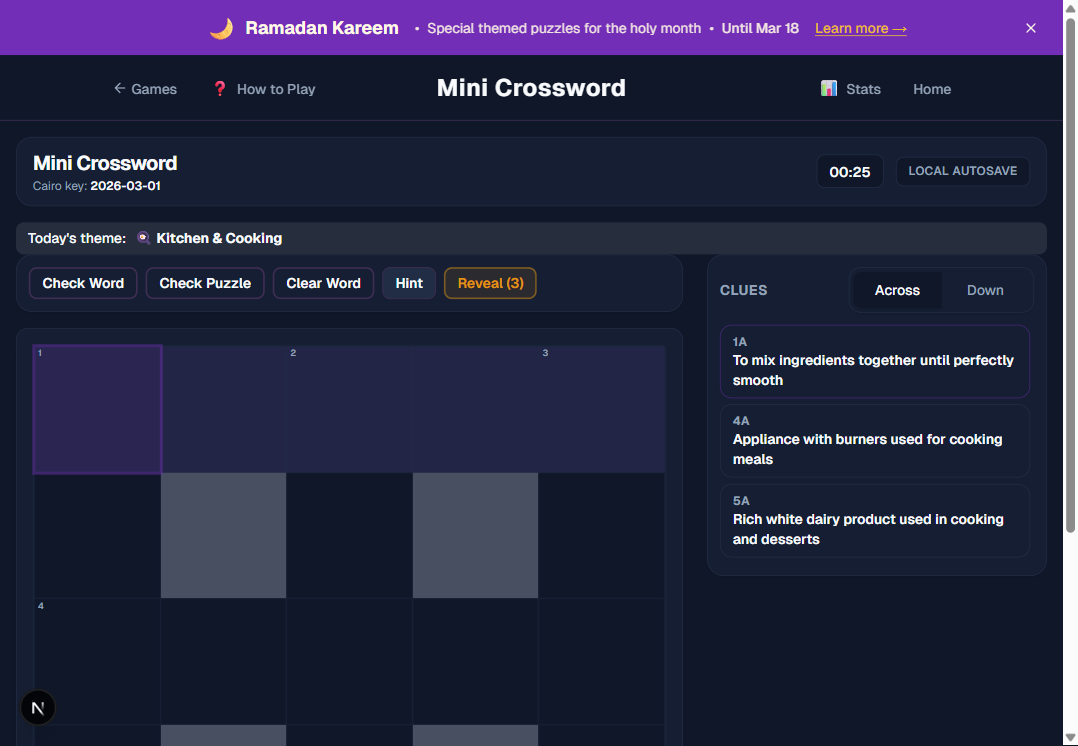 Ramadan Kareem • Special themed puzzles for the holy month • Until Mar 18 Learn more → ×
← Games ❓ How to Play Mini Crossword 📊 Stats Home
Mini Crossword
Cairo key: 2026-03-01
00:25 LOCAL AUTOSAVE
Today's theme: 🍳 Kitchen & Cooking
Check Word Check Puzzle Clear Word Hint Reveal (3)
1 2 3
4
N
CLUES Across Down
1A
To mix ingredients together until perfectly
smooth
4A
Appliance with burners used for cooking
meals
5A
Rich white dairy product used in cooking
and desserts